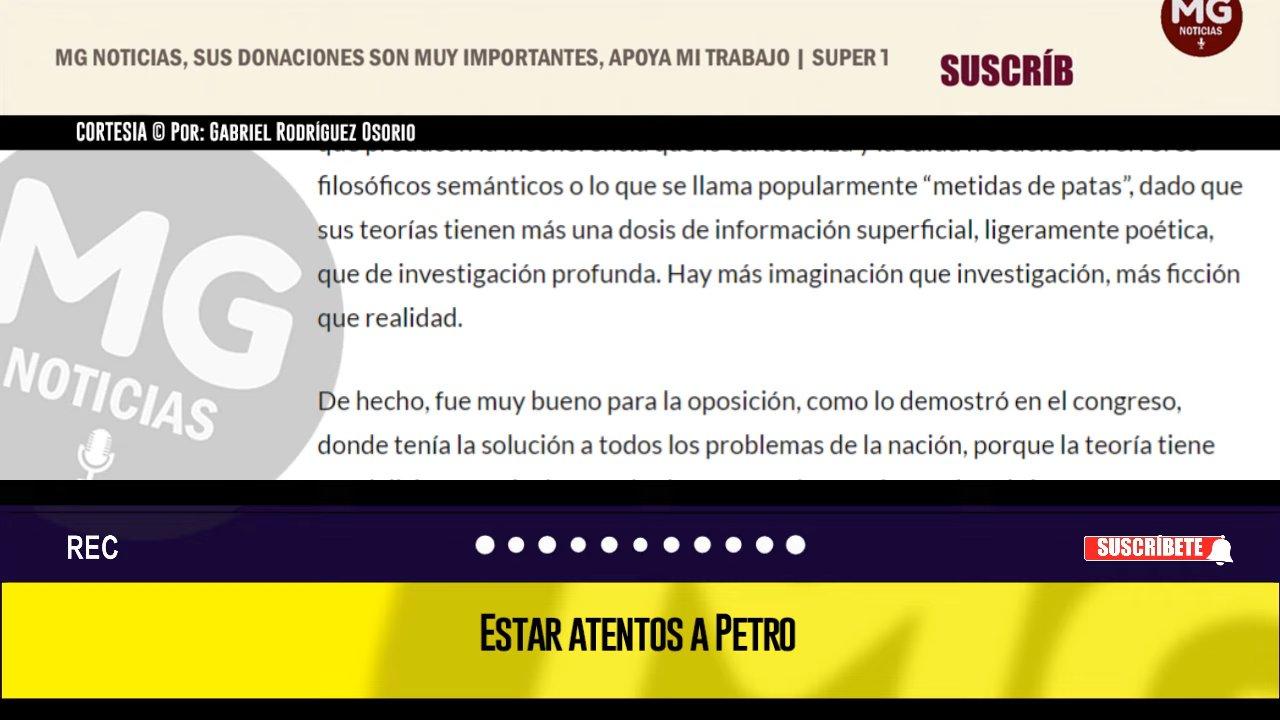 MG
NOTICIAS
MG NOTICIAS, SUS DONACIONES SON MUY IMPORTANTES, APOYA MI TRABAJO | SUPER T
SUSCRÍB
CORTESIA © Por: Gabriel Rodríguez Osorio
filosóficos semánticos o lo que se llama popularmente “metidas de patas”, dado que
sus teorías tienen más una dosis de información superficial, ligeramente poética,
que de investigación profunda. Hay más imaginación que investigación, más ficción
que realidad.
De hecho, fue muy bueno para la oposición, como lo demostró en el congreso,
donde tenía la solución a todos los problemas de la nación, porque la teoría tiene
MG
NOTICIAS
REC
SUSCRÍBETE
Estar atentos a Petro